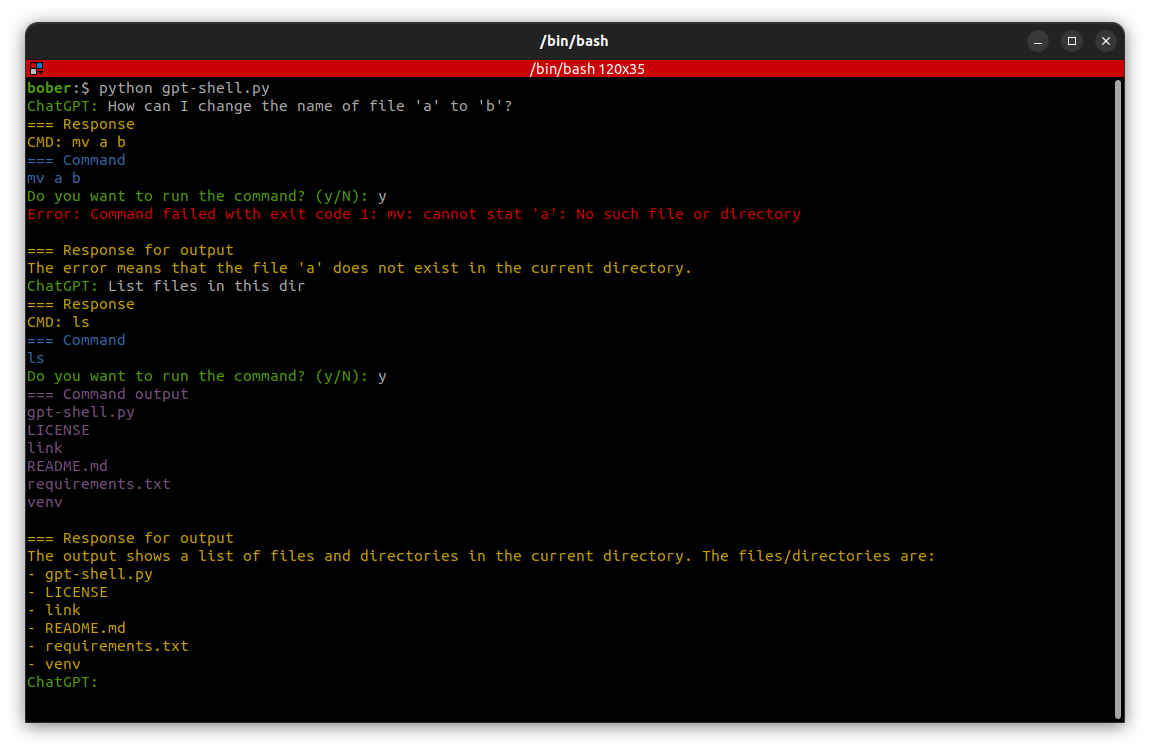 /bin/bash
/bin/bash 120x35
bober:$ python gpt-shell.py
ChatGPT: How can I change the name of file 'a' to 'b'?
=== Response
CMD: mv a b
=== Command
mv a b
Do you want to run the command? (y/N): y
Error: Command failed with exit code 1: mv: cannot stat 'a': No such file or directory
=== Response for output
The error means that the file 'a' does not exist in the current directory.
ChatGPT: List files in this dir
=== Response
CMD: ls
=== Command
ls
Do you want to run the command? (y/N): y
=== Command output
gpt-shell.py
LICENSE
link
README.md
requirements.txt
venv
=== Response for output
The output shows a list of files and directories in the current directory. The files/directories are:
- gpt-shell.py
- LICENSE
- link
- README.md
- requirements.txt
- venv
ChatGPT: